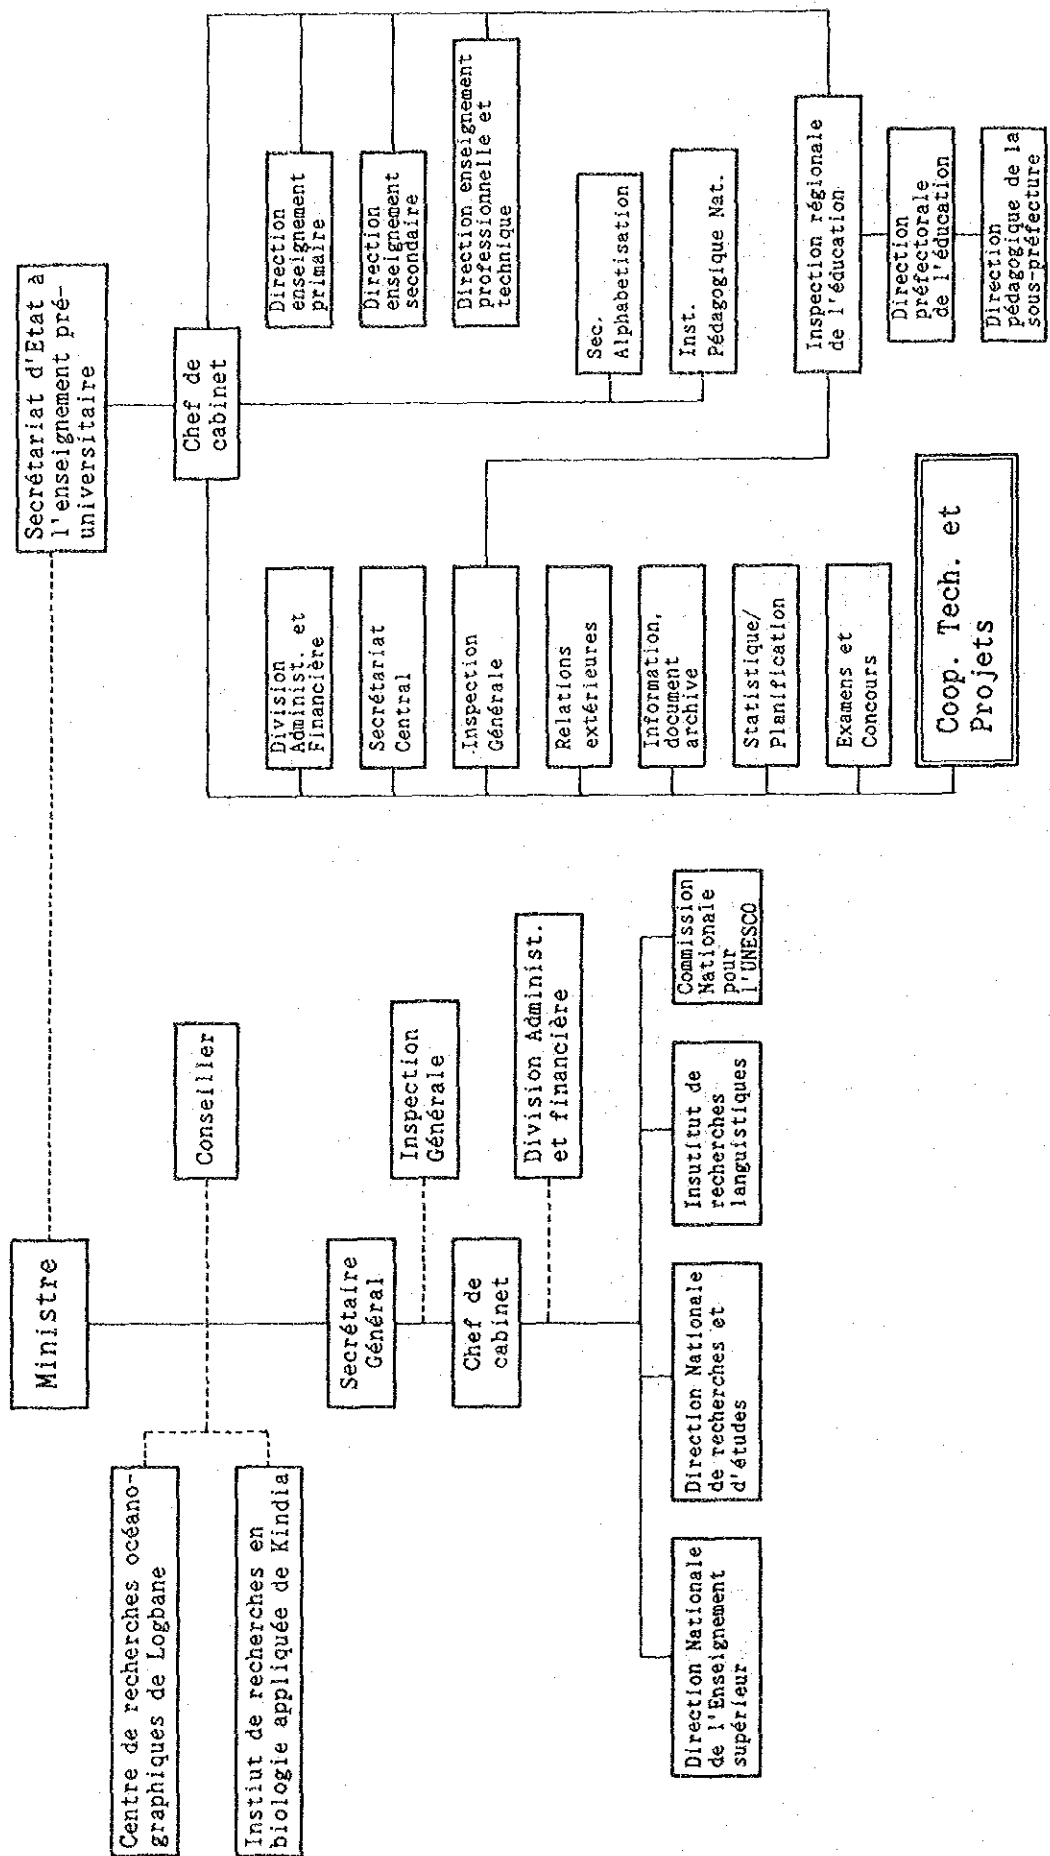 Ministre
Secrétariat d'Etat à
l'enseignement pré-
universitaire
Centre de recherches océano-
graphiques de Logbane
Instiut de recherches en
biologie appliquée de Kindia
Conseiller
Secrétaire
Général
Inspection
Générale
Chef de
cabinet
Division Administ.
et financière
Direction Nationale
de l'Enseignement
supérieur
Direction Nationale
de recherches et
d'études
Insutitut de
recherches
languistiques
Commission
Nationale
pour
l'UNESCO
Chef de
cabinet
Division
Administ. et
Financière
Secrétariat
Central
Inspection
Générale
Relations
extérieures
Information,
document
archive
Statistique/
Planification
Examens et
Concours
Coop. Tech. et
Projets
Sec.
Alphabetisation
Inst.
Pédagogique Nat.
Direction
enseignement
primaire
Direction
enseignement
secondaire
Direction enseignement
professionnelle et
technique
Inspection régionale
de l'éducation
Direction
préfectorale
de l'éducation
Direction
pédagogique de la
sous-préfecture